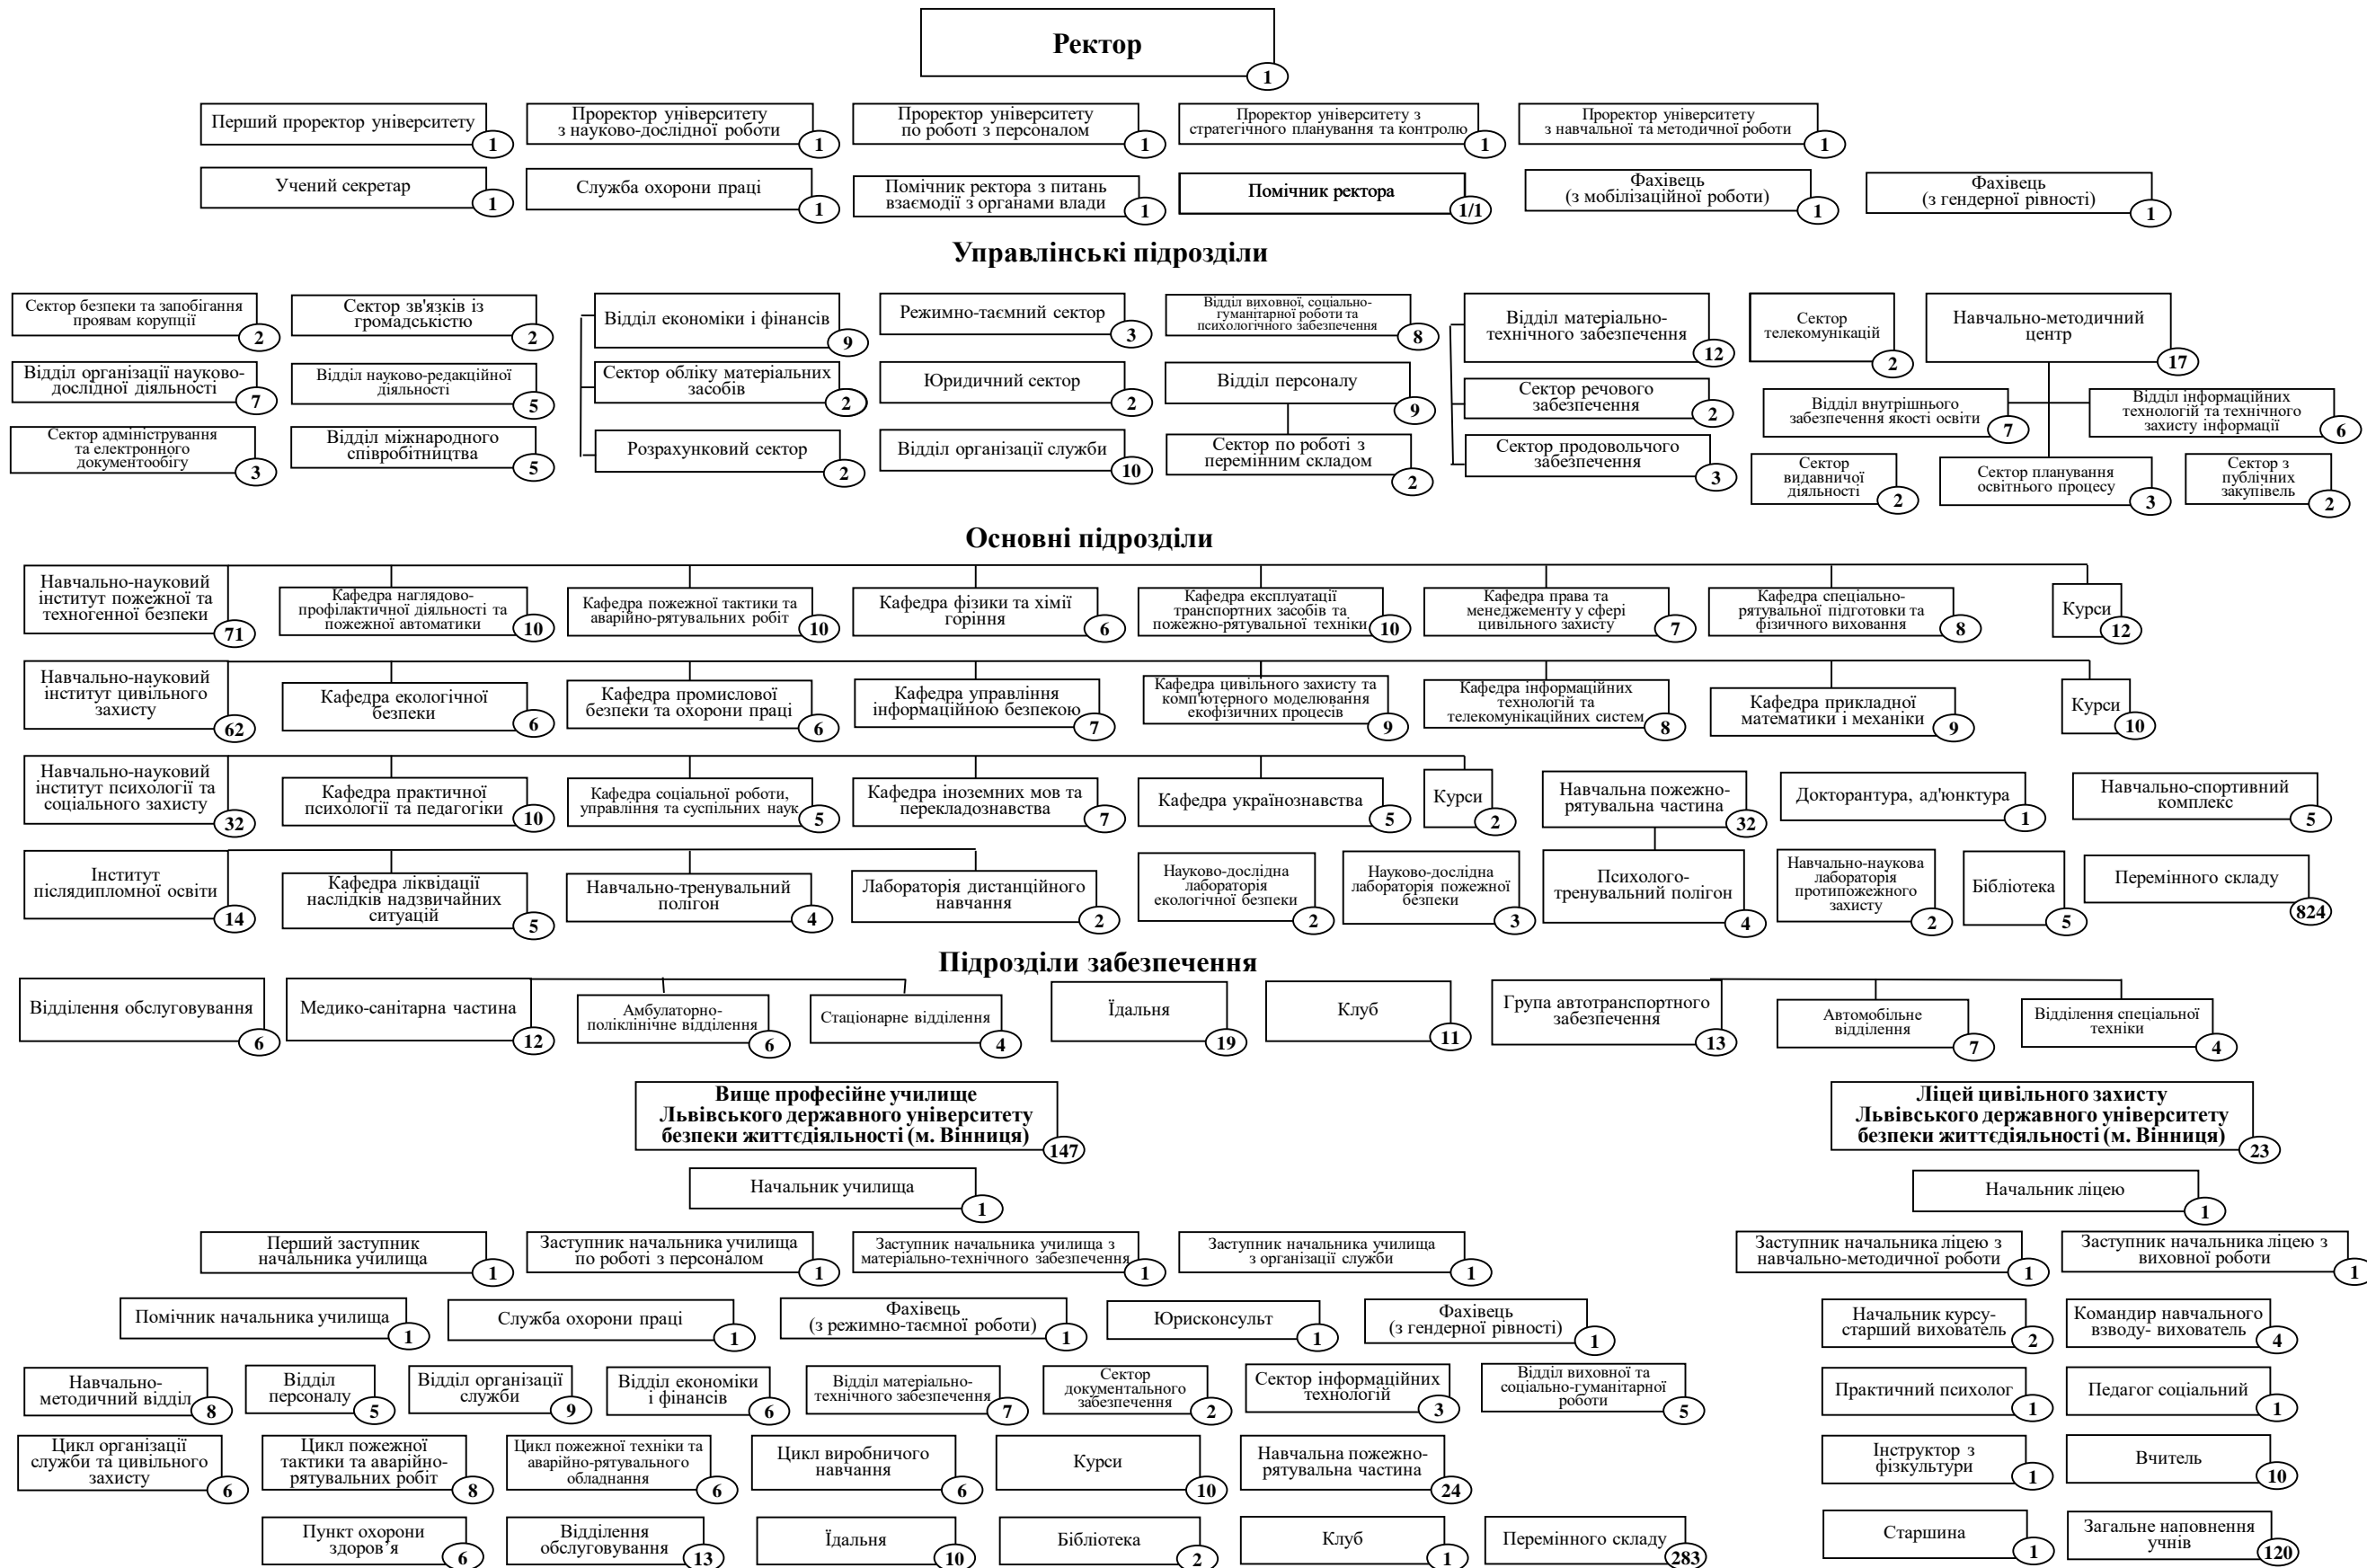 Ректор
1
Перший проректор університету
1
Проректор університету
з науково-дослідної роботи
1
Проректор університету
по роботі з персоналом
1
Проректор університету з
стратегічного планування та контролю
1
Проректор університету
з навчальної та методичної роботи
1
Учений секретар
1
Служба охорони праці
1
Помічник ректора з питань
взаємодії з органами влади
1
Помічник ректора
1/1
Фахівець
(з мобілізаційної роботи)
1
Фахівець
(з гендерної рівності)
1
Управлінські підрозділи
Сектор безпеки та запобігання
проявам корупції
2
Сектор зв'язків із
громадськістю
2
Відділ економіки і фінансів
9
Режимно-таємний сектор
3
Відділ виховної, соціально-
гуманітарної роботи та
психологічного забезпечення
8
Відділ матеріально-
технічного забезпечення
12
Сектор
телекомунікацій
2
Навчально-методичний
центр
17
Відділ організації науково-
дослідної діяльності
7
Відділ науково-редакційної
діяльності
5
Сектор обліку матеріальних
засобів
2
Юридичний сектор
2
Відділ персоналу
9
Сектор речового
забезпечення
2
Відділ внутрішнього
забезпечення якості освіти
7
Відділ інформаційних
технологій та технічного
захисту інформації
6
Сектор адміністрування
та електронного
документообігу
3
Відділ міжнародного
співробітництва
5
Розрахунковий сектор
2
Відділ організації служби
10
Сектор по роботі з
перемінним складом
2
Сектор продовольчого
забезпечення
3
Сектор
видавничої
діяльності
2
Сектор планування
освітнього процесу
3
Сектор з
публічних
закупівель
2
Основні підрозділи
Навчально-науковий
інститут пожежної та
техногенної безпеки
71
Кафедра наглядово-
профілактичної діяльності та
пожежної автоматики
10
Кафедра пожежної тактики та
аварійно-рятувальних робіт
10
Кафедра фізики та хімії
горіння
6
Кафедра експлуатації
транспортних засобів та
пожежно-рятувальної техніки
10
Кафедра права та
менеджменту у сфері
цивільного захисту
7
Кафедра спеціально-
рятувальної підготовки та
фізичного виховання
8
Курси
12
Навчально-науковий
інститут цивільного
захисту
62
Кафедра екологічної
безпеки
6
Кафедра промислової
безпеки та охорони праці
6
Кафедра управління
інформаційною безпекою
7
Кафедра цивільного захисту та
комп'ютерного моделювання
екофізичних процесів
9
Кафедра інформаційних
технологій та
телекомунікаційних систем
8
Кафедра прикладної
математики і механіки
9
Курси
10
Навчально-науковий
інститут психології та
соціального захисту
32
Кафедра практичної
психології та педагогіки
10
Кафедра соціальної роботи,
управління та суспільних наук
5
Кафедра іноземних мов та
перекладознавства
7
Кафедра українознавства
5
Курси
2
Навчальна пожежно-
рятувальна частина
32
Докторантура, ад'юнктура
1
Навчально-спортивний
комплекс
5
Інститут
післядипломної освіти
14
Кафедра ліквідації
наслідків надзвичайних
ситуацій
5
Навчально-тренувальний
полігон
4
Лабораторія дистанційного
навчання
2
Науково-дослідна
лабораторія
екологічної безпеки
2
Науково-дослідна
лабораторія пожежної
безпеки
3
Психолого-
тренувальний полігон
4
Навчально-наукова
лабораторія
протипожежного
захисту
2
Бібліотека
5
Перемінного складу
824
Підрозділи забезпечення
Відділення обслуговування
6
Медико-санітарна частина
12
Амбулаторно-
поліклінічне відділення
6
Стаціонарне відділення
4
Їдальня
19
Клуб
11
Група автотранспортного
забезпечення
13
Автомобільне
відділення
7
Відділення спеціальної
техніки
4
Вище професійне училище
Львівського державного університету
безпеки життєдіяльності (м. Вінниця)
147
Ліцей цивільного захисту
Львівського державного університету
безпеки життєдіяльності (м. Вінниця)
23
Начальник училища
1
Начальник ліцею
1
Перший заступник
начальника училища
1
Заступник начальника училища
по роботі з персоналом
1
Заступник начальника училища з
матеріально-технічного забезпечення
1
Заступник начальника училища
з організації служби
1
Заступник начальника ліцею з
навчально-методичної роботи
1
Заступник начальника ліцею з
виховної роботи
1
Помічник начальника училища
1
Служба охорони праці
1
Фахівець
(з режимно-таємної роботи)
1
Юрисконсульт
1
Фахівець
(з гендерної рівності)
1
Начальник курсу-
старший вихователь
2
Командир навчального
взводу- вихователь
4
Навчально-
методичний відділ
8
Відділ
персоналу
5
Відділ організації
служби
9
Відділ економіки
і фінансів
6
Відділ матеріально-
технічного забезпечення
7
Сектор
документального
забезпечення
2
Сектор інформаційних
технологій
3
Відділ виховної та
соціально-гуманітарної
роботи
5
Практичний психолог
1
Педагог соціальний
1
Цикл організації
служби та цивільного
захисту
6
Цикл пожежної
тактики та аварійно-
рятувальних робіт
8
Цикл пожежної техніки та
аварійно-рятувального
обладнання
6
Цикл виробничого
навчання
6
Курси
10
Навчальна пожежно-
рятувальна частина
24
Інструктор з
фізкультури
1
Вчитель
10
Пункт охорони
здоров’я
6
Відділення
обслуговування
13
Їдальня
10
Бібліотека
2
Клуб
1
Перемінного складу
283
Старшина
1
Загальне наповнення
учнів
120